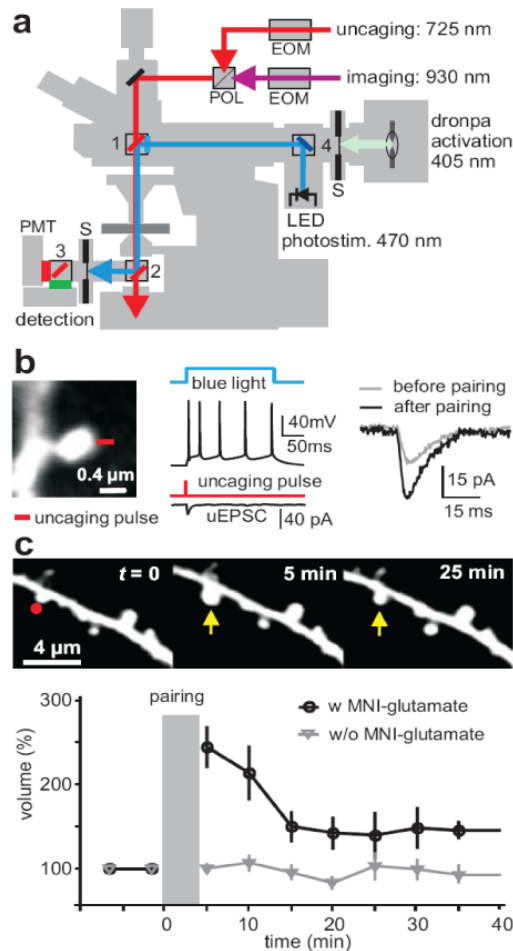 a
EOM
uncaging: 725 nm
POL
EOM
imaging: 930 nm
1
4
dronpa
activation
405 nm
S
LED
photostim. 470 nm
PMT
3
S
2
detection
b
blue light
40mV
50ms
before pairing
after pairing
0.4 µm
uncaging pulse
uncaging pulse
uEPSC
40 pA
15 pA
15 ms
c
t = 0
5 min
25 min
4 µm
pairing
w MNI-glutamate
w/o MNI-glutamate
volume (%)
300
200
100
0
10
20
30
40
time (min)